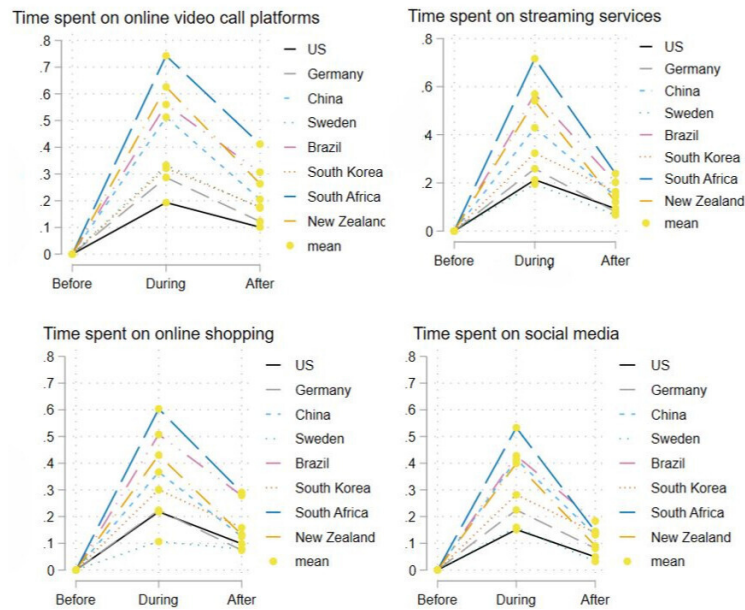 Time spent on online video call platforms
.8
.7
.6
.5
.4
.3
.2
.1
0
Before During After
US
Germany
China
Sweden
Brazil
South Korea
South Africa
New Zealand
mean
Time spent on streaming services
.8
.6
.4
.2
0
Before During After
US
Germany
China
Sweden
Brazil
South Korea
South Africa
New Zealand
mean
Time spent on online shopping
.8
.7
.6
.5
.4
.3
.2
.1
0
Before During After
US
Germany
China
Sweden
Brazil
South Korea
South Africa
New Zealand
mean
Time spent on social media
.8
.7
.6
.5
.4
.3
.2
.1
0
Before During After
US
Germany
China
Sweden
Brazil
South Korea
South Africa
New Zealand
mean